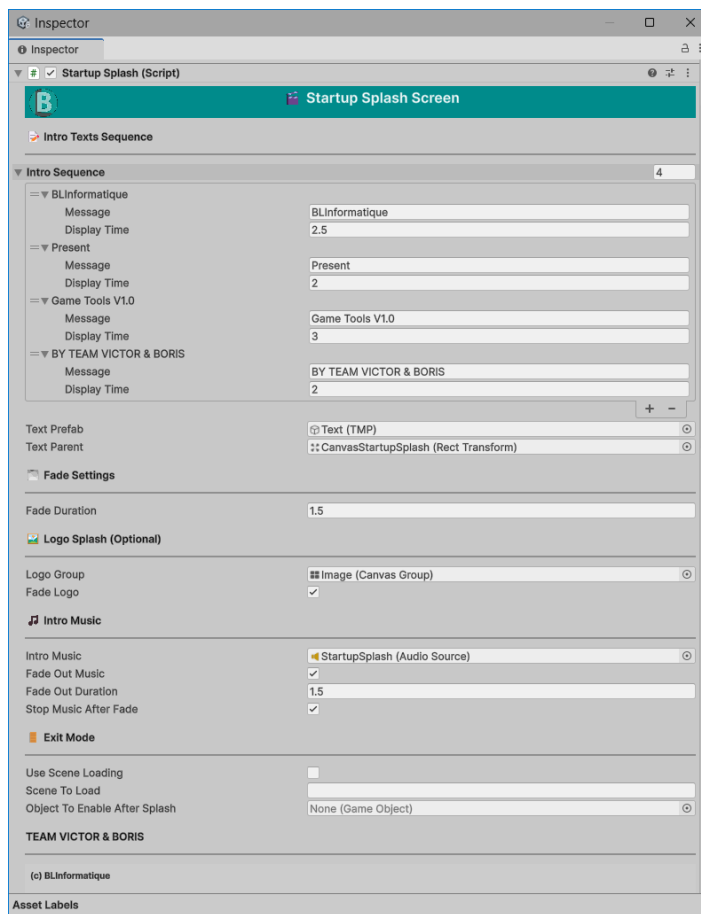 Inspector
Inspector
# Startup Splash (Script)
B Startup Splash Screen
Intro Texts Sequence
Intro Sequence 4
BLInformatique
Message BLInformatique
Display Time 2.5
Present
Message Present
Display Time 2
Game Tools V1.0
Message Game Tools V1.0
Display Time 3
BY TEAM VICTOR & BORIS
Message BY TEAM VICTOR & BORIS
Display Time 2
+ −
Text Prefab Text (TMP)
Text Parent CanvasStartupSplash (Rect Transform)
Fade Settings
Fade Duration 1.5
Logo Splash (Optional)
Logo Group Image (Canvas Group)
Fade Logo
Intro Music
Intro Music StartupSplash (Audio Source)
Fade Out Music
Fade Out Duration 1.5
Stop Music After Fade
Exit Mode
Use Scene Loading
Scene To Load
Object To Enable After Splash None (Game Object)
TEAM VICTOR & BORIS
(c) BLInformatique
Asset Labels